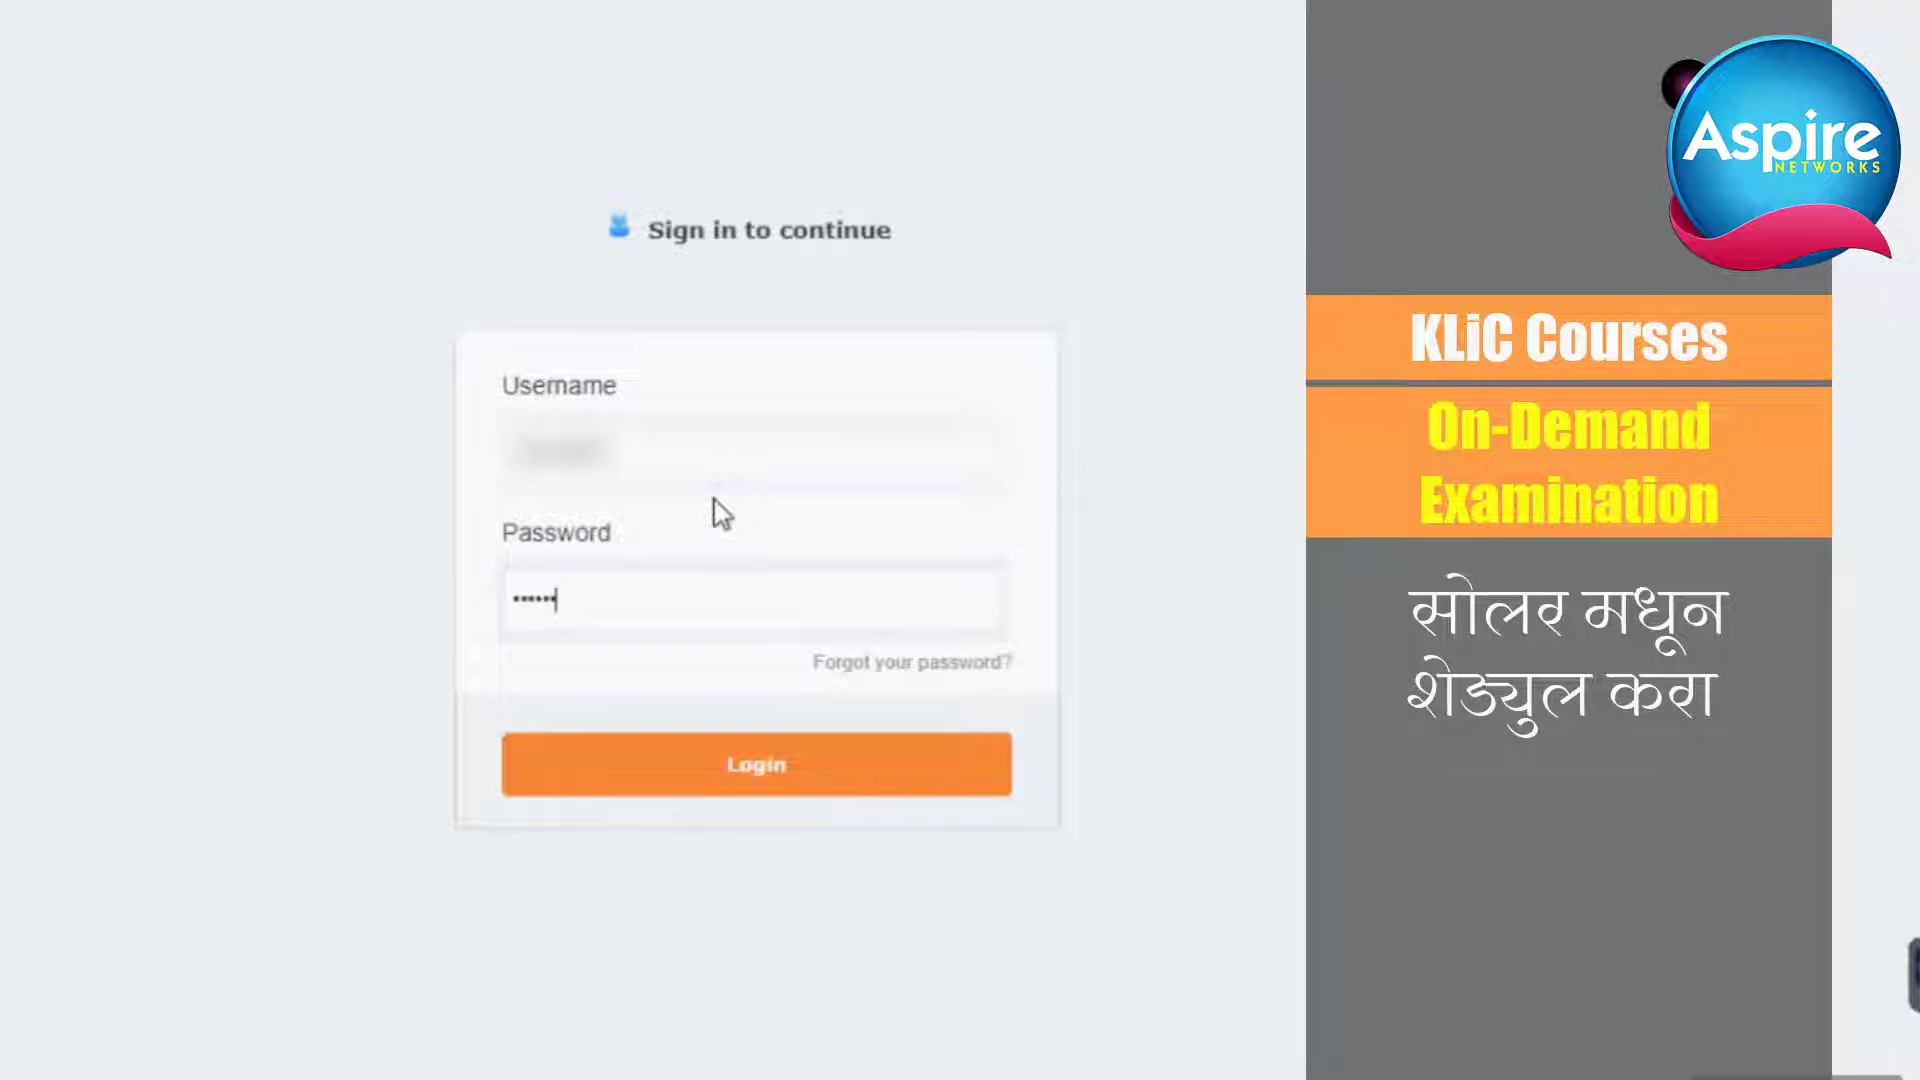 Sign in to continue
Username
Password
Forgot your password?
Login
Aspire
NETWORKS
KLiC Courses
On-Demand
Examination
सोलर मधून
शेड्युल करा